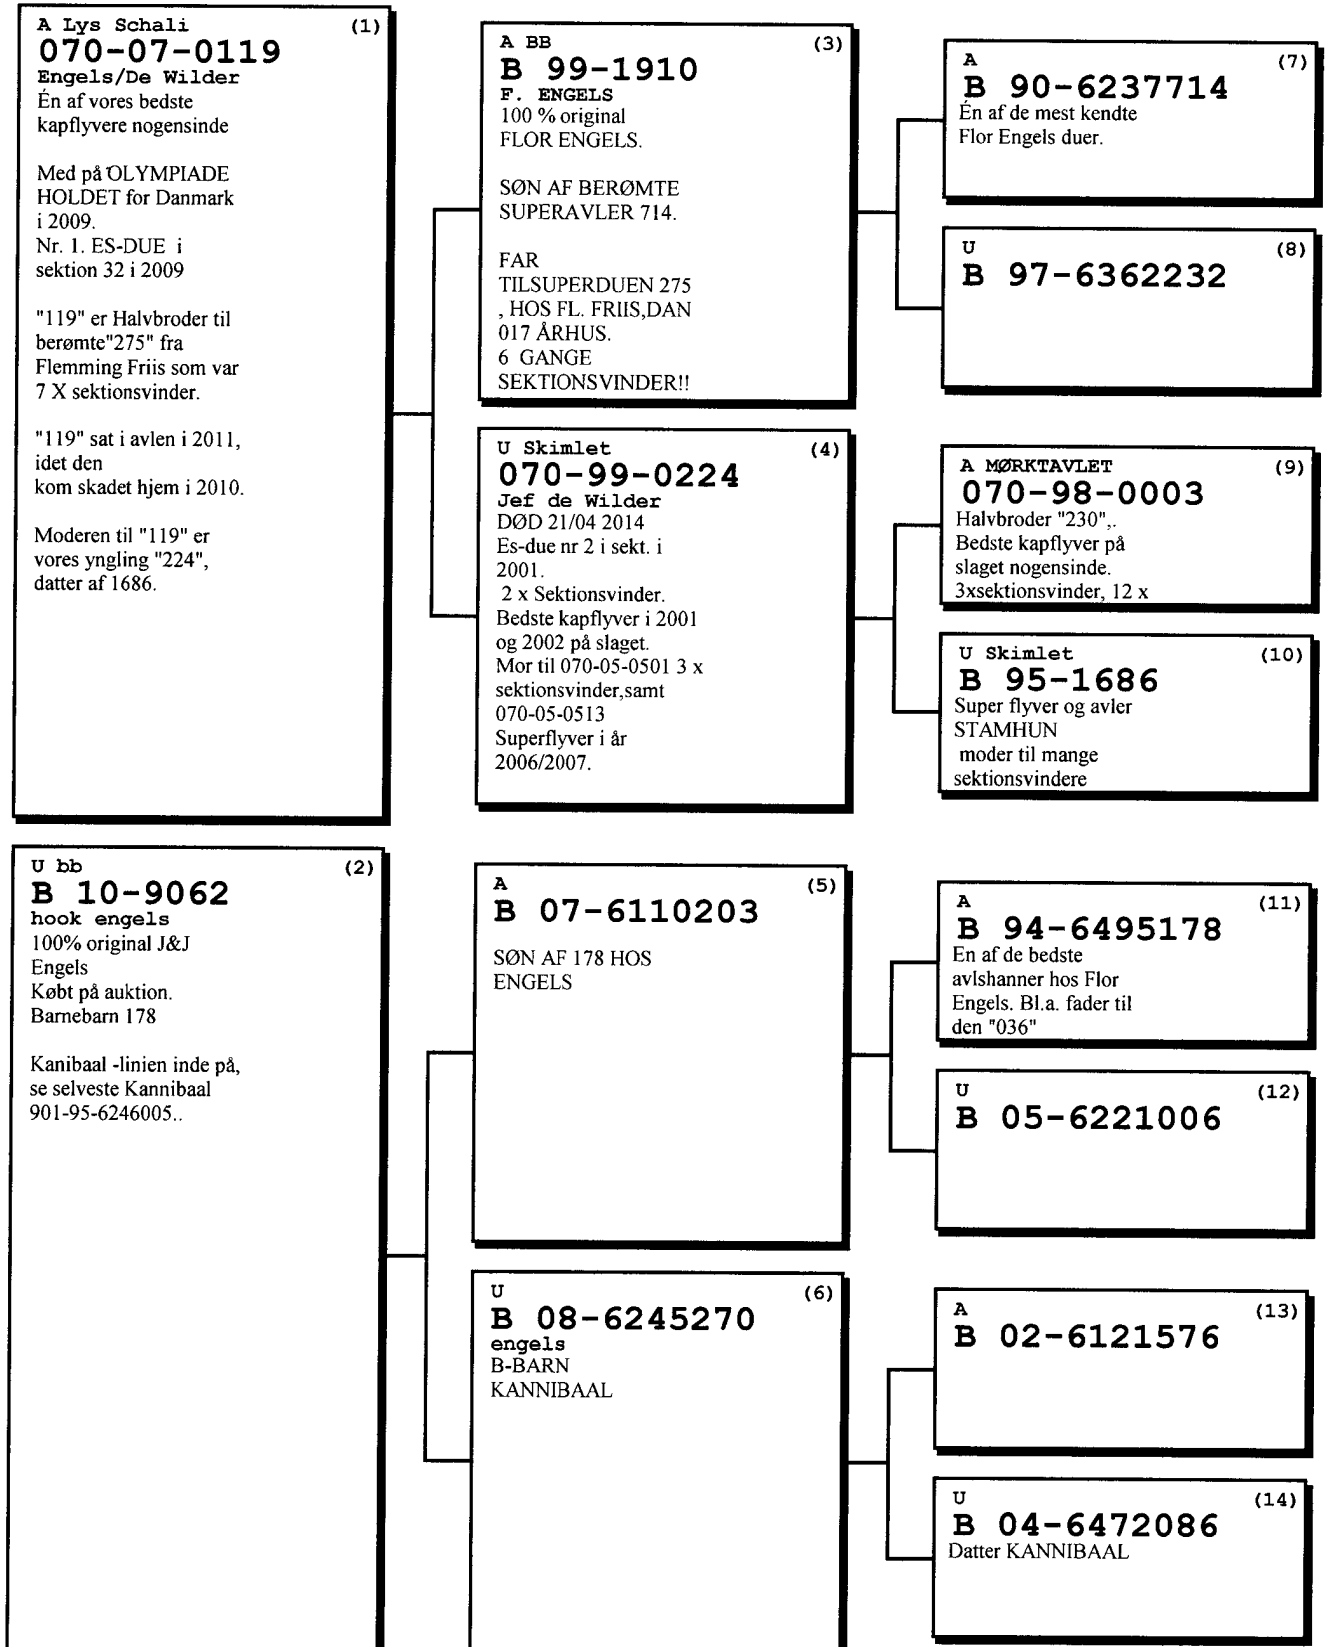 A Lys Schali (1)
070-07-0119
Engels/De Wilder
Én af vores bedste
kapflyvere nogensinde
Med på OLYMPIADE
HOLDET for Danmark
i 2009.
Nr. 1. ES-DUE i
sektion 32 i 2009
"119" er Halvbroder til
berømte"275" fra
Flemming Friis som var
7 X sektionsvinder.
"119" sat i avlen i 2011,
idet den
kom skadet hjem i 2010.
Moderen til "119" er
vores yngling "224",
datter af 1686.
U bb (2)
B 10-9062
hook engels
100% original J&J
Engels
Købt på auktion.
Barnebarn 178
Kanibaal -linien inde på,
se selveste Kannibaal
901-95-6246005..
A BB (3)
B 99-1910
F. ENGELS
100 % original
FLOR ENGELS.
SØN AF BERØMTE
SUPERAVLER 714.
FAR
TILSUPERDUEN 275
, HOS FL. FRIIS,DAN
017 ÅRHUS.
6 GANGE
SEKTIONSVINDER!!
U Skimlet (4)
070-99-0224
Jef de Wilder
DØD 21/04 2014
Es-due nr 2 i sekt. i
2001.
2 x Sektionsvinder.
Bedste kapflyver i 2001
og 2002 på slaget.
Mor til 070-05-0501 3 x
sektionsvinder,samt
070-05-0513
Superflyver i år
2006/2007.
A (5)
B 07-6110203
SØN AF 178 HOS
ENGELS
U (6)
B 08-6245270
engels
B-BARN
KANNIBAAL
A (7)
B 90-6237714
Én af de mest kendte
Flor Engels duer.
U (8)
B 97-6362232
A MØRKTAVLET (9)
070-98-0003
Halvbroder "230",.
Bedste kapflyver på
slaget nogensinde.
3xsektionsvinder, 12 x
U Skimlet (10)
B 95-1686
Super flyver og avler
STAMHUN
moder til mange
sektionsvindere
A (11)
B 94-6495178
En af de bedste
avlshanner hos Flor
Engels. Bl.a. fader til
den "036"
U (12)
B 05-6221006
A (13)
B 02-6121576
U (14)
B 04-6472086
Datter KANNIBAAL